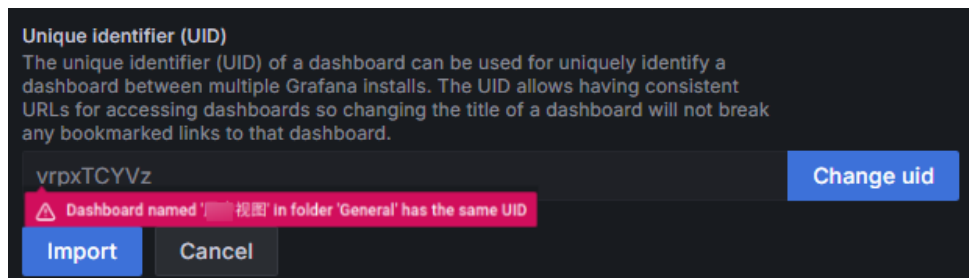 Unique identifier (UID)
The unique identifier (UID) of a dashboard can be used for uniquely identify a
dashboard between multiple Grafana installs. The UID allows having consistent
URLs for accessing dashboards so changing the title of a dashboard will not break
any bookmarked links to that dashboard.
vrpxTCYVz
Change uid
Dashboard named '视图' in folder 'General' has the same UID
Import
Cancel